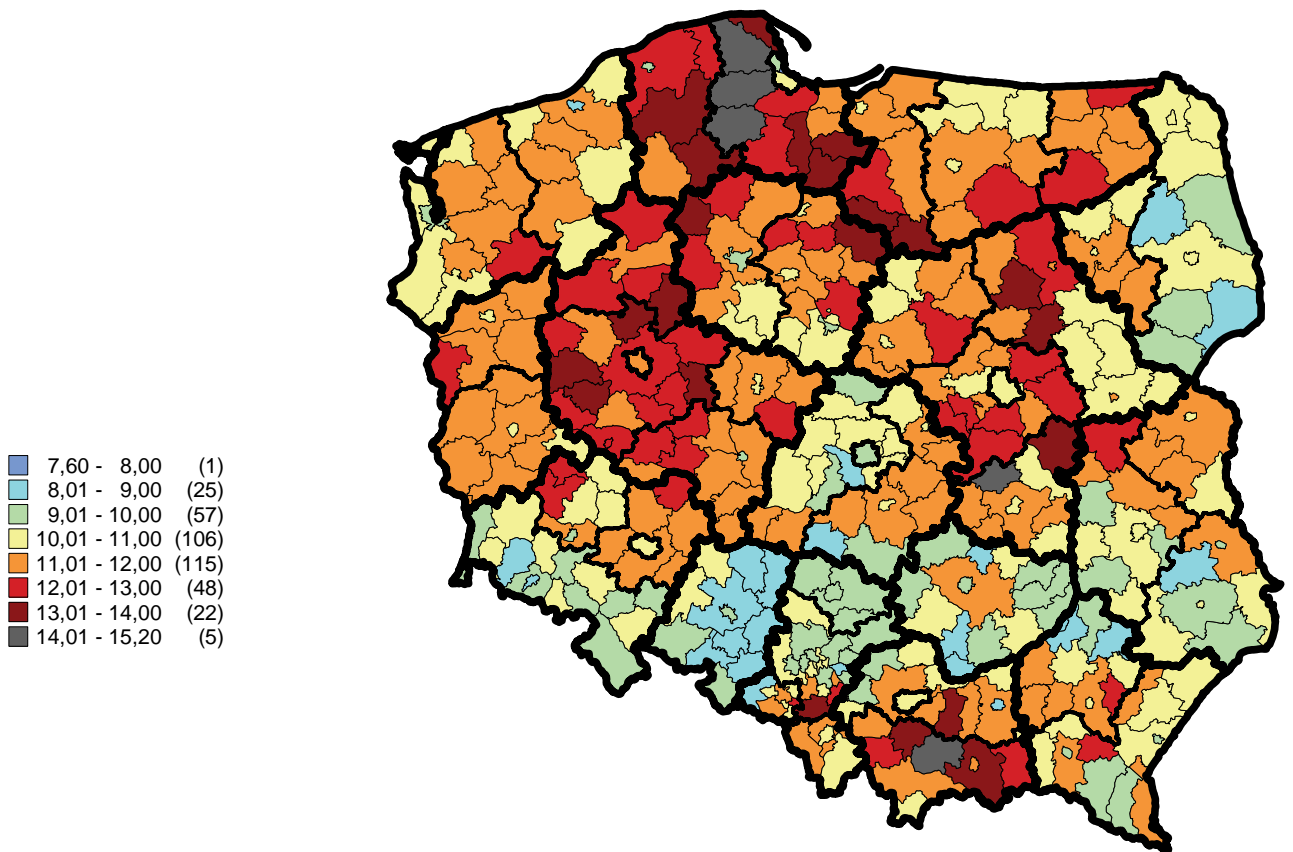 7,60 - 8,00 (1)
8,01 - 9,00 (25)
9,01 - 10,00 (57)
10,01 - 11,00 (106)
11,01 - 12,00 (115)
12,01 - 13,00 (48)
13,01 - 14,00 (22)
14,01 - 15,20 (5)